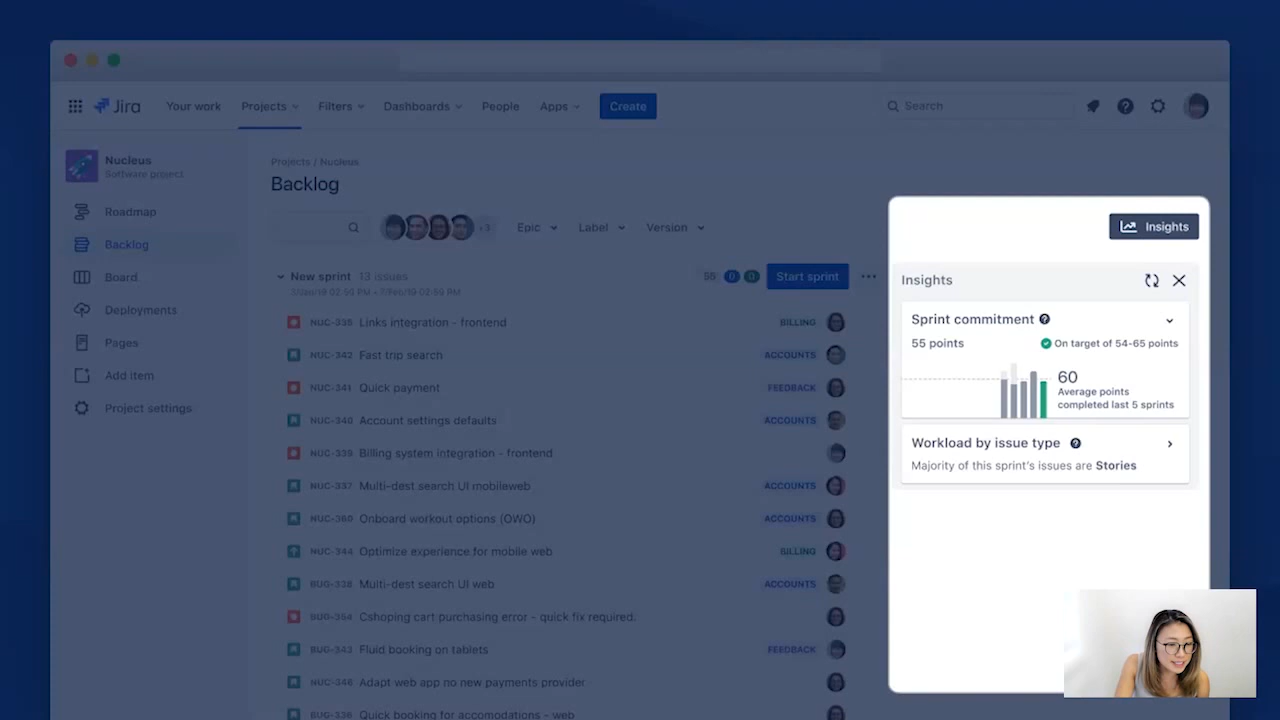 Jira Your work Projects Filters Dashboards People Apps Create Search
Nucleus
Software project
Roadmap
Backlog
Board
Deployments
Pages
Add item
Project settings
Projects / Nucleus
Backlog
+3 Epic Label Version
New sprint 13 issues 55 0 0 Start sprint
NUC-335 Links integration - frontend BILLING
NUC-342 Fast trip search ACCOUNTS
NUC-341 Quick payment FEEDBACK
NUC-340 Account settings defaults ACCOUNTS
NUC-339 Billing system integration - frontend
NUC-337 Multi-dest search UI mobileweb ACCOUNTS
NUC-360 Onboard workout options (OWO) ACCOUNTS
NUC-344 Optimize experience for mobile web BILLING
BUG-338 Multi-dest search UI web ACCOUNTS
BUG-354 Cshoping cart purchasing error - quick fix required.
BUG-343 Fluid booking on tablets FEEDBACK
NUC-346 Adapt web app no new payments provider
BUG-336 Quick booking for accomodations - web
Insights
Insights
Sprint commitment
55 points On target of 54-65 points
60
Average points
completed last 5 sprints
Workload by issue type
Majority of this sprint's issues are Stories